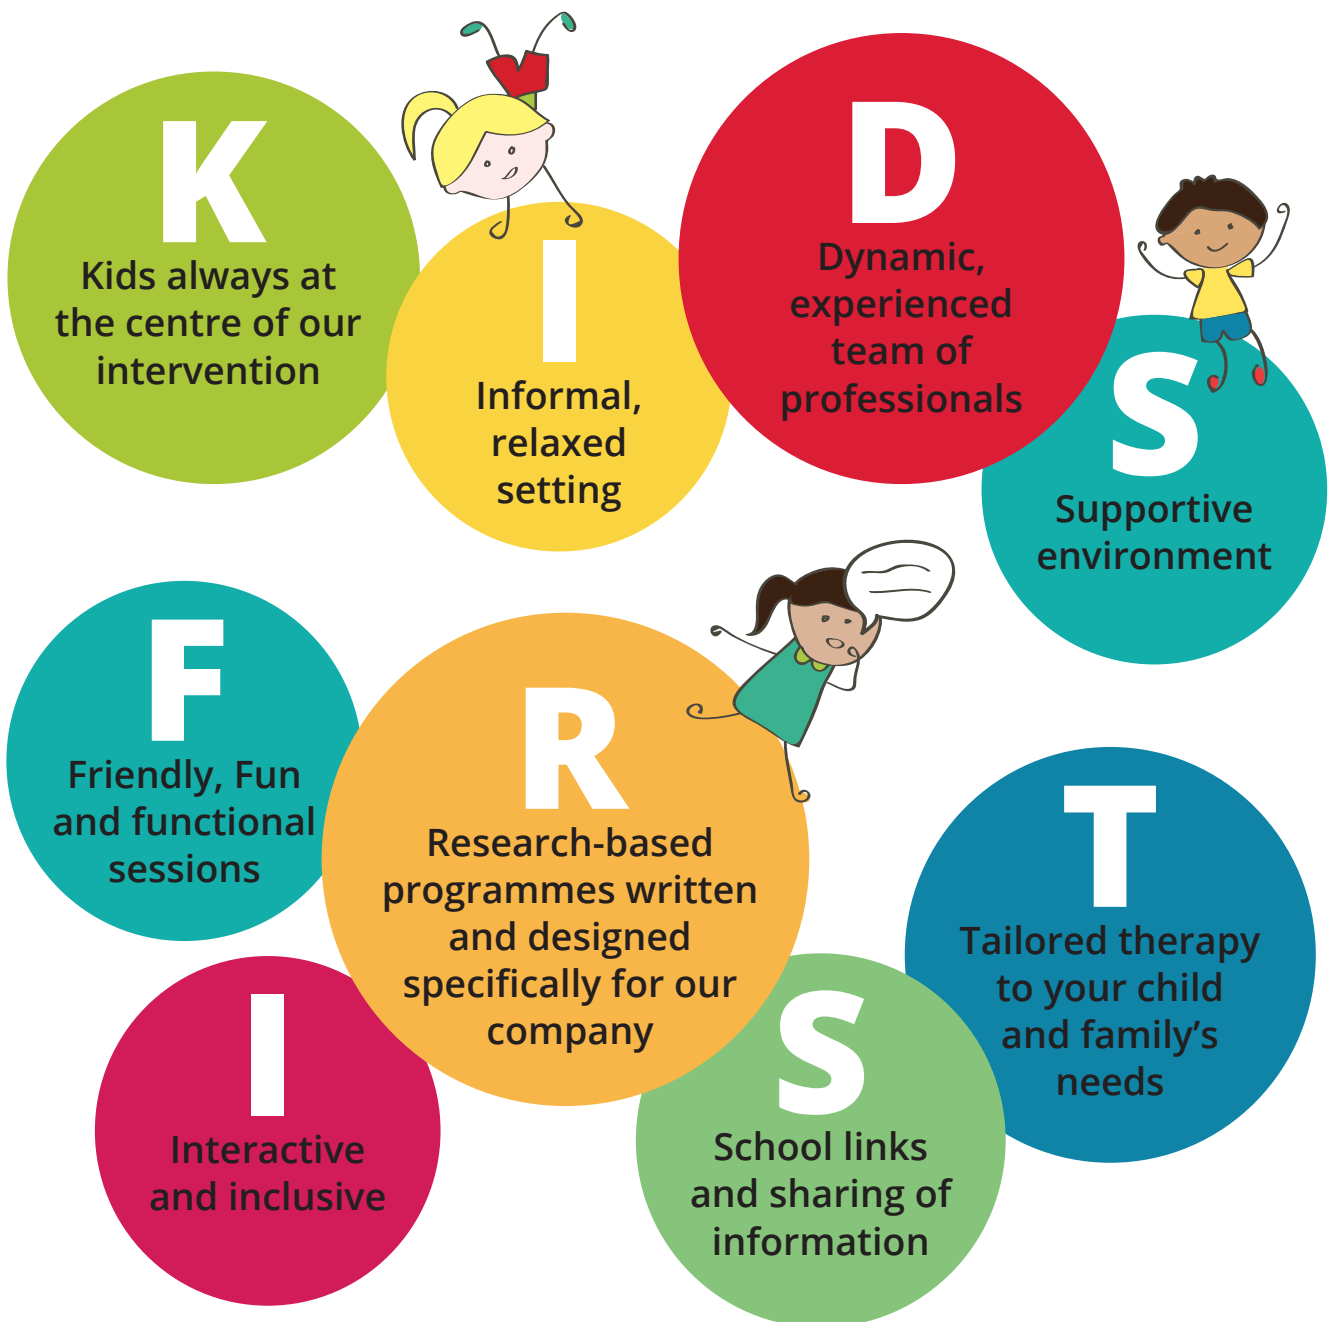 K
Kids always at
the centre of our
intervention
I
Informal,
relaxed
setting
D
Dynamic,
experienced
team of
professionals
S
Supportive
environment
F
Friendly, Fun
and functional
sessions
I
Interactive
and inclusive
R
Research-based
programmes written
and designed
specifically for our
company
S
School links
and sharing of
information
T
Tailored therapy
to your child
and family’s
needs